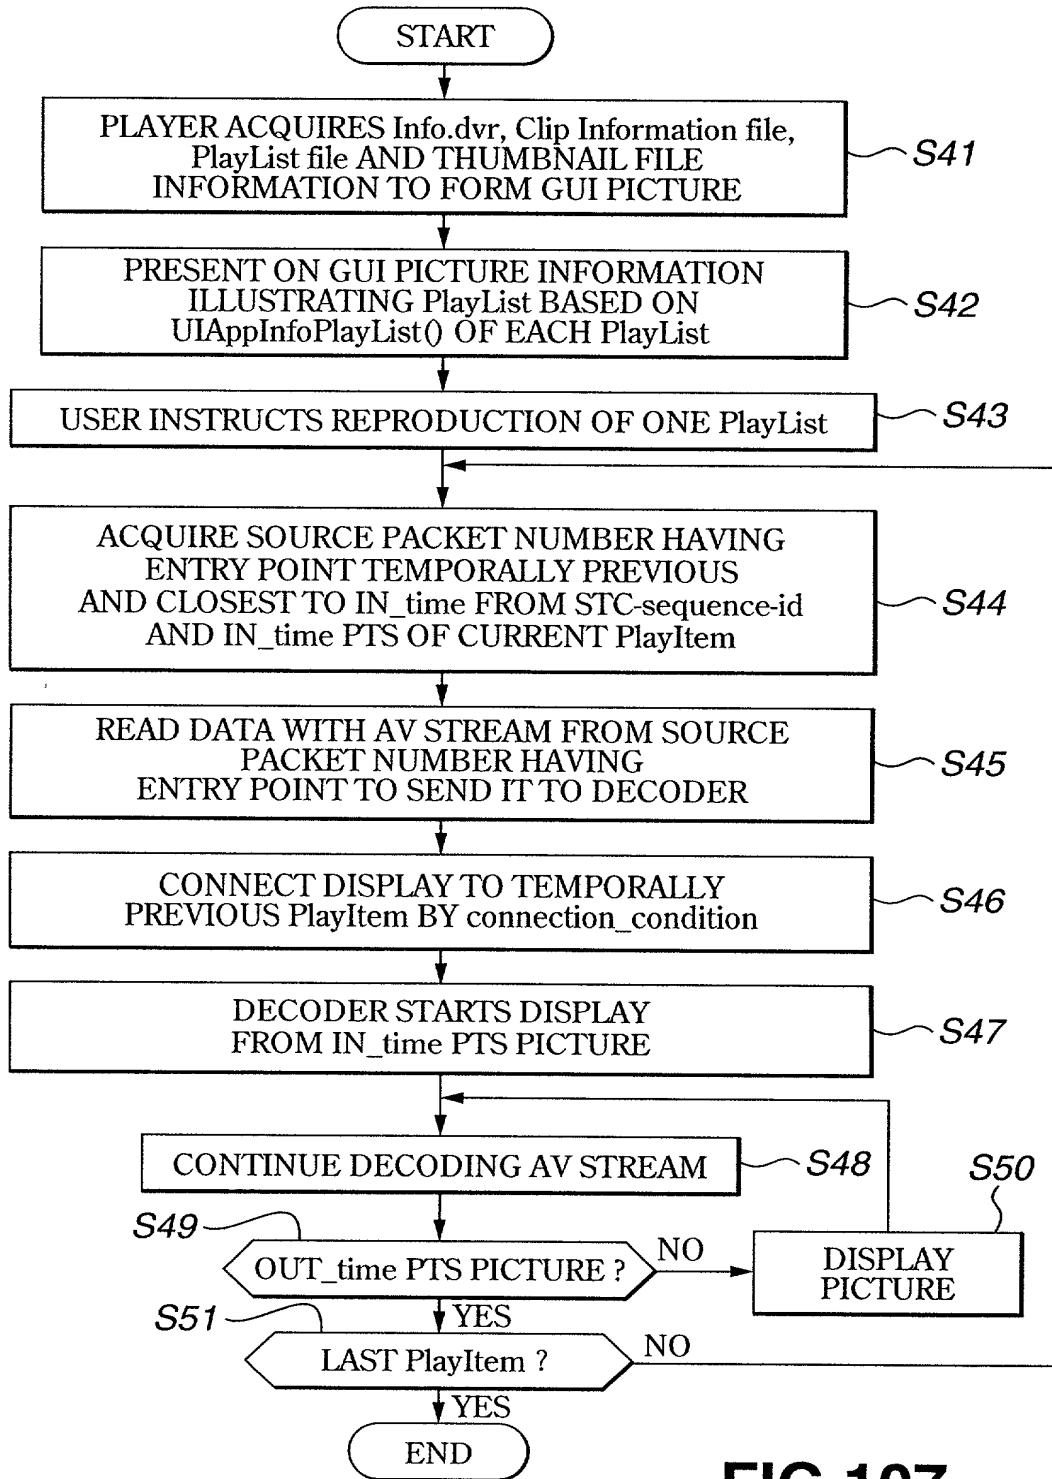 START
PLAYER ACQUIRES Info.dvr, Clip Information file,
PlayList file AND THUMBNAIL FILE
INFORMATION TO FORM GUI PICTURE
S41
PRESENT ON GUI PICTURE INFORMATION
ILLUSTRATING PlayList BASED ON
UIAppInfoPlayList() OF EACH PlayList
S42
USER INSTRUCTS REPRODUCTION OF ONE PlayList
S43
ACQUIRE SOURCE PACKET NUMBER HAVING
ENTRY POINT TEMPORALLY PREVIOUS
AND CLOSEST TO IN_time FROM STC-sequence-id
AND IN_time PTS OF CURRENT PlayItem
S44
READ DATA WITH AV STREAM FROM SOURCE
PACKET NUMBER HAVING
ENTRY POINT TO SEND IT TO DECODER
S45
CONNECT DISPLAY TO TEMPORALLY
PREVIOUS PlayItem BY connection_condition
S46
DECODER STARTS DISPLAY
FROM IN_time PTS PICTURE
S47
CONTINUE DECODING AV STREAM
S48
S49
OUT_time PTS PICTURE ?
NO
S50
DISPLAY
PICTURE
YES
S51
LAST PlayItem ?
NO
YES
END
FIG.107